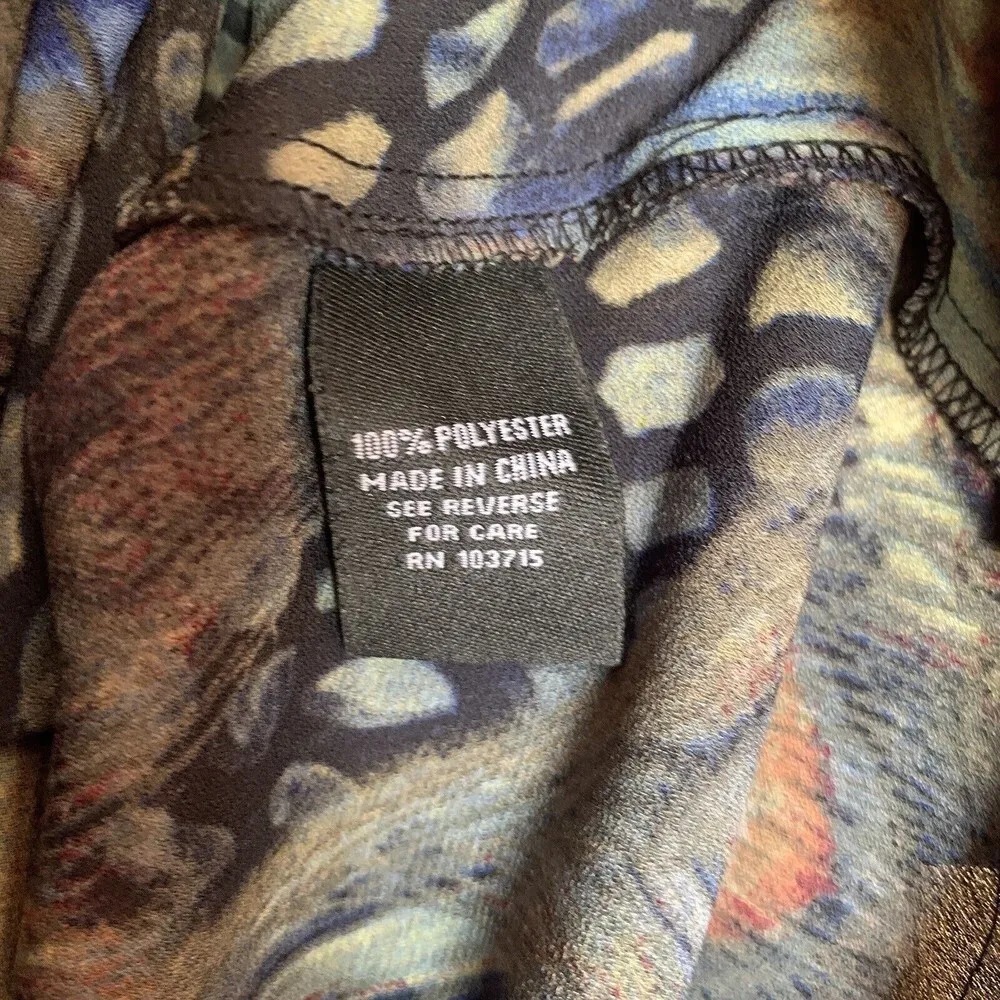 100% POLYESTER
MADE IN CHINA
SEE REVERSE
FOR CARE
RN 103715